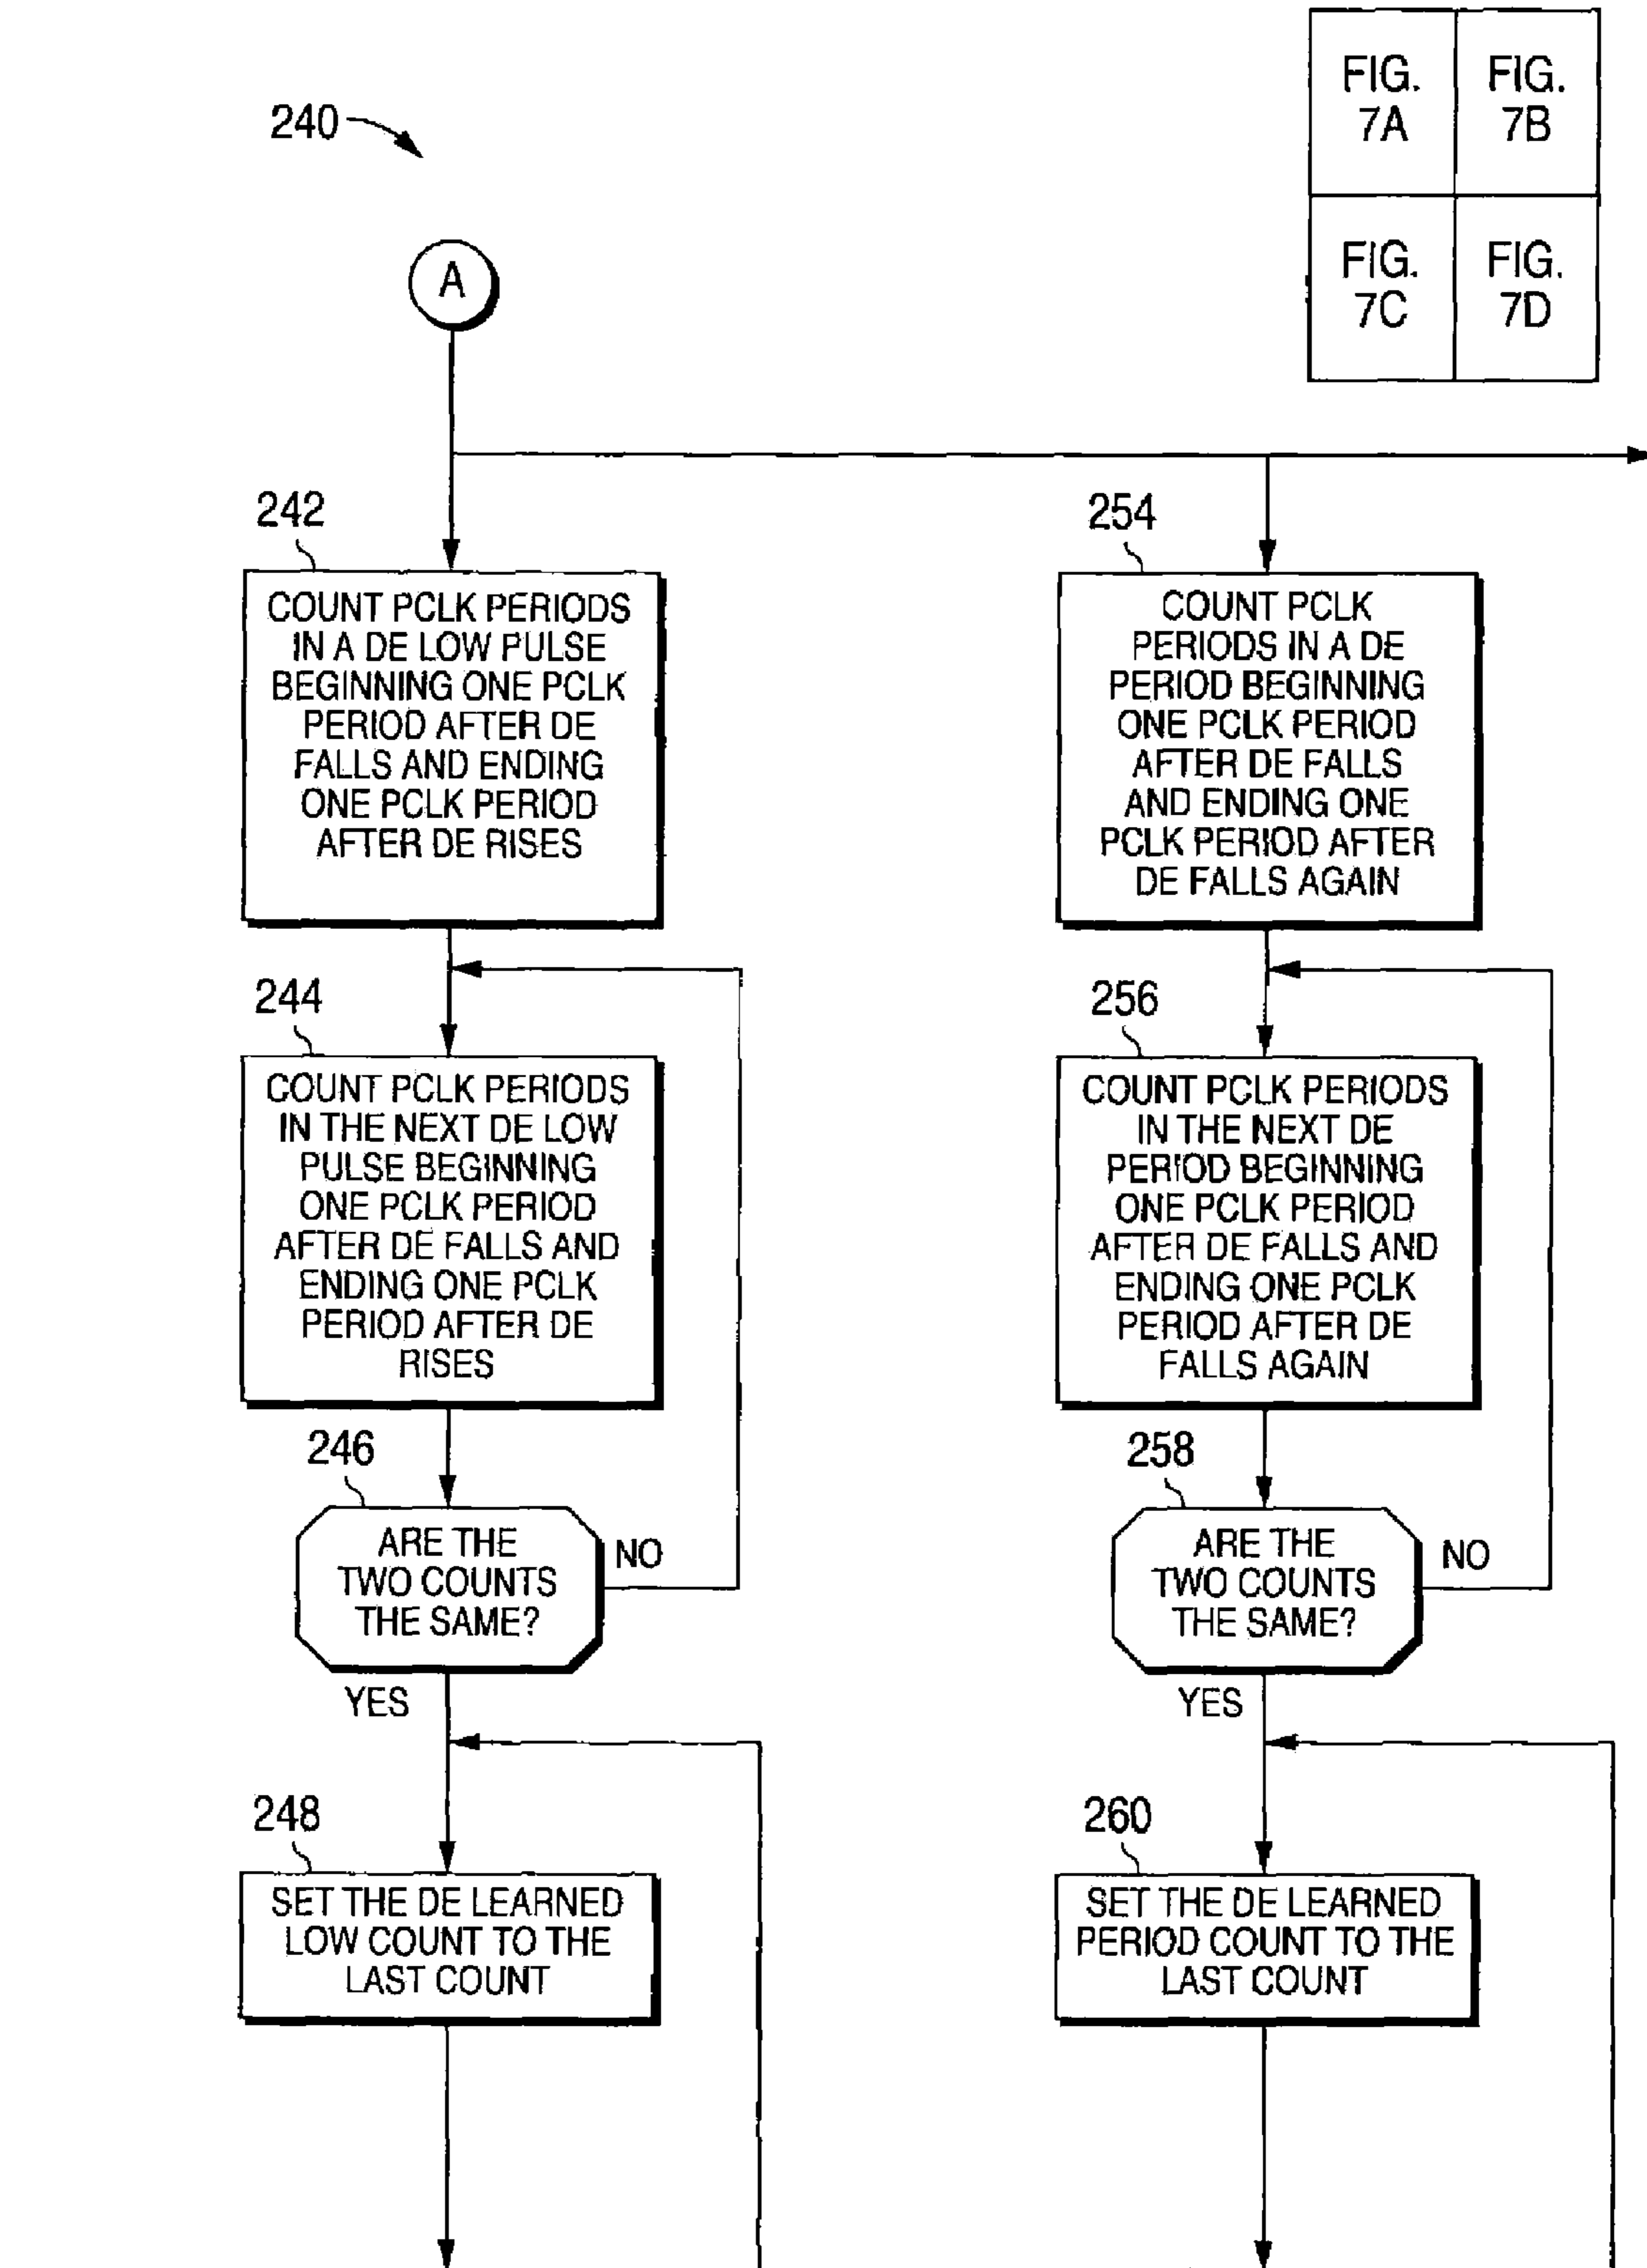 FIG.
7A
FIG.
7B
FIG.
7C
FIG.
7D
240
A
242
COUNT PCLK PERIODS
IN A DE LOW PULSE
BEGINNING ONE PCLK
PERIOD AFTER DE
FALLS AND ENDING
ONE PCLK PERIOD
AFTER DE RISES
244
COUNT PCLK PERIODS
IN THE NEXT DE LOW
PULSE BEGINNING
ONE PCLK PERIOD
AFTER DE FALLS AND
ENDING ONE PCLK
PERIOD AFTER DE
RISES
246
ARE THE
TWO COUNTS
THE SAME?
NO
YES
248
SET THE DE LEARNED
LOW COUNT TO THE
LAST COUNT
254
COUNT PCLK
PERIODS IN A DE
PERIOD BEGINNING
ONE PCLK PERIOD
AFTER DE FALLS
AND ENDING ONE
PCLK PERIOD AFTER
DE FALLS AGAIN
256
COUNT PCLK PERIODS
IN THE NEXT DE
PERIOD BEGINNING
ONE PCLK PERIOD
AFTER DE FALLS AND
ENDING ONE PCLK
PERIOD AFTER DE
FALLS AGAIN
258
ARE THE
TWO COUNTS
THE SAME?
NO
YES
260
SET THE DE LEARNED
PERIOD COUNT TO THE
LAST COUNT